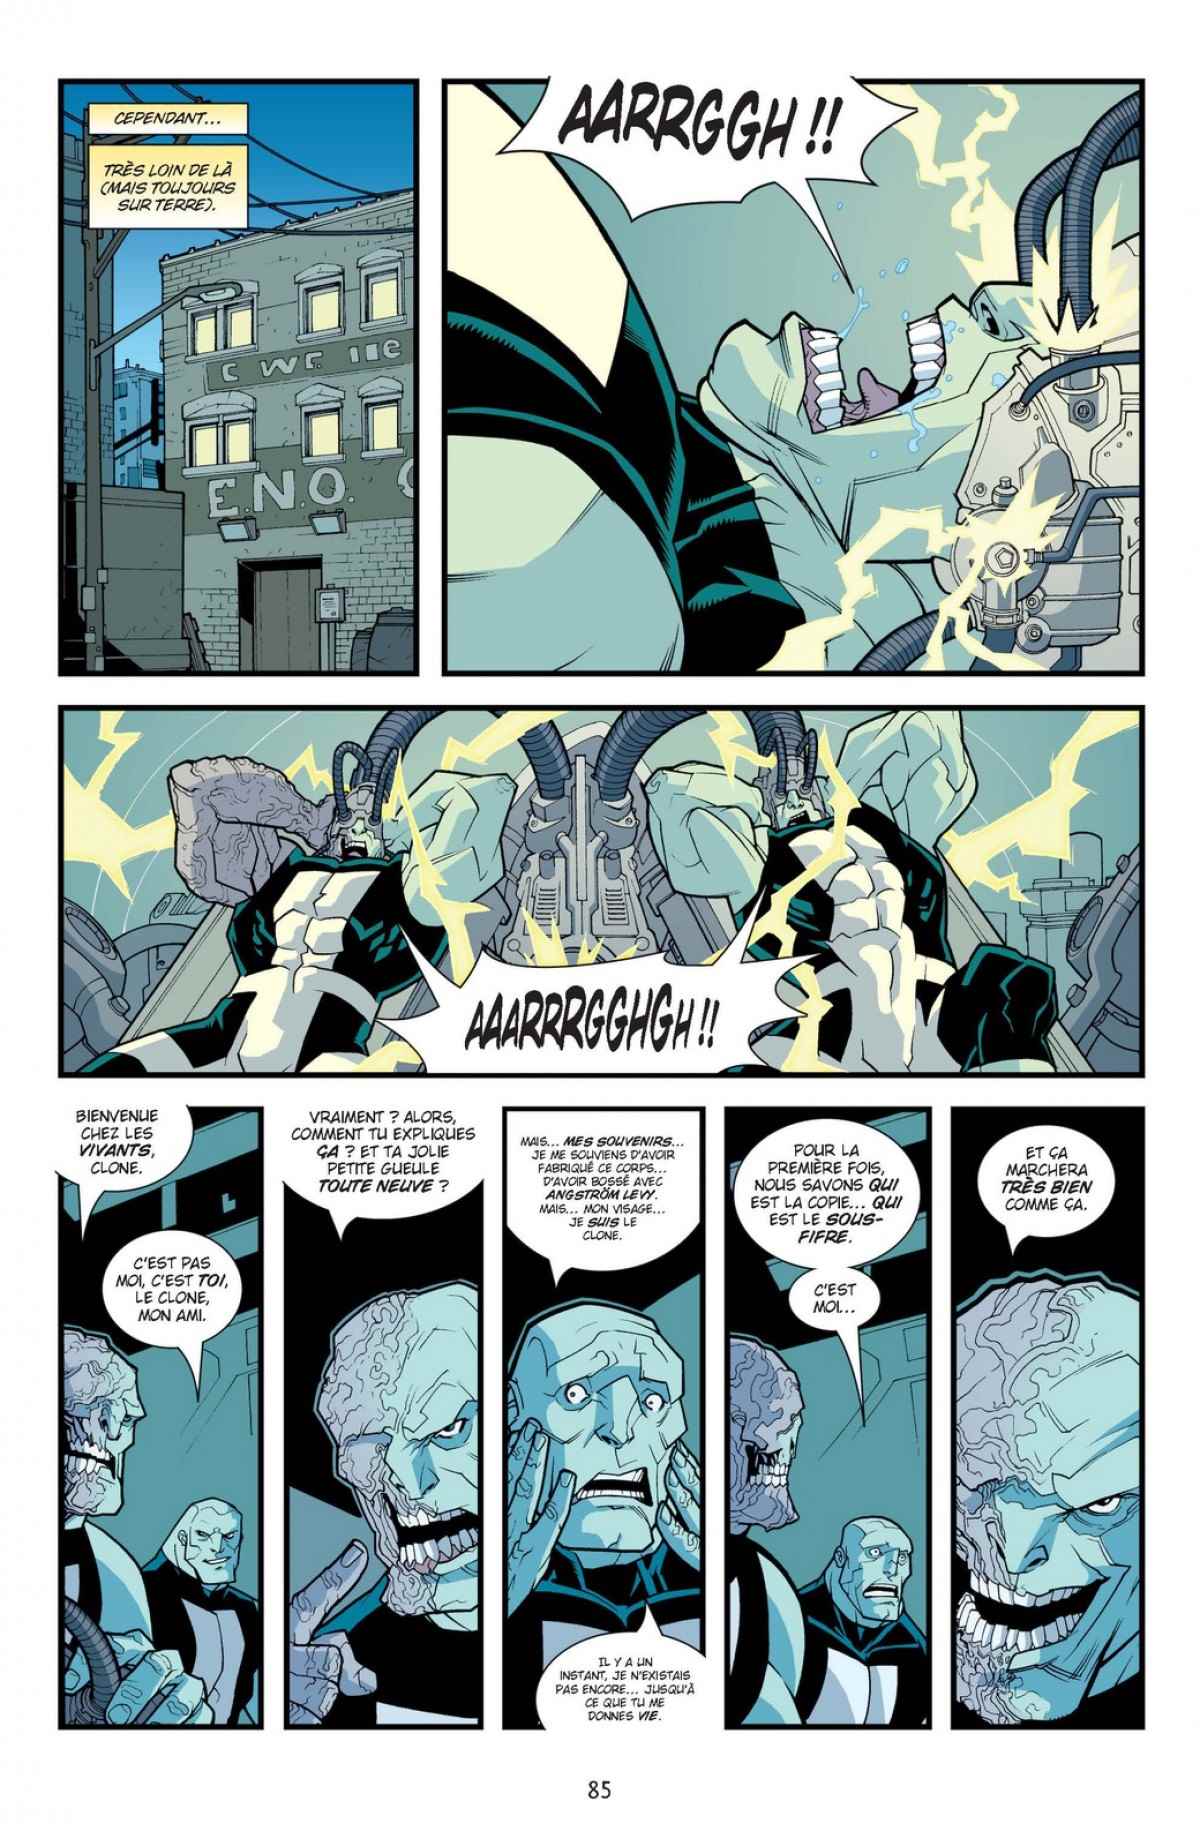 CEPENDANT...
TRÈS LOIN DE LÀ
(MAIS TOUJOURS
SUR TERRE).
E.N.O.
AARRGGH !!
AAARRRGGHGH !!
BIENVENUE
CHEZ LES
VIVANTS,
CLONE.
C'EST PAS
MOI, C'EST TOI,
LE CLONE,
MON AMI.
VRAIMENT ? ALORS,
COMMENT TU EXPLIQUES
ÇA ? ET TA JOLIE
PETITE GUEULE
TOUTE NEUVE ?
MAIS... MES SOUVENIRS...
JE ME SOUVIENS D'AVOIR
FABRIQUÉ CE CORPS...
D'AVOIR BOSSÉ AVEC
ANGSTRÖM LEVY.
MAIS... MON VISAGE...
JE SUIS LE
CLONE.
IL Y A UN
INSTANT, JE N'EXISTAIS
PAS ENCORE... JUSQU'À
CE QUE TU ME
DONNES VIE.
POUR LA
PREMIÈRE FOIS,
NOUS SAVONS QUI
EST LA COPIE... QUI
EST LE SOUS-
FIFRE.
C'EST
MOI...
ET ÇA
MARCHERA
TRÈS BIEN
COMME ÇA.
85